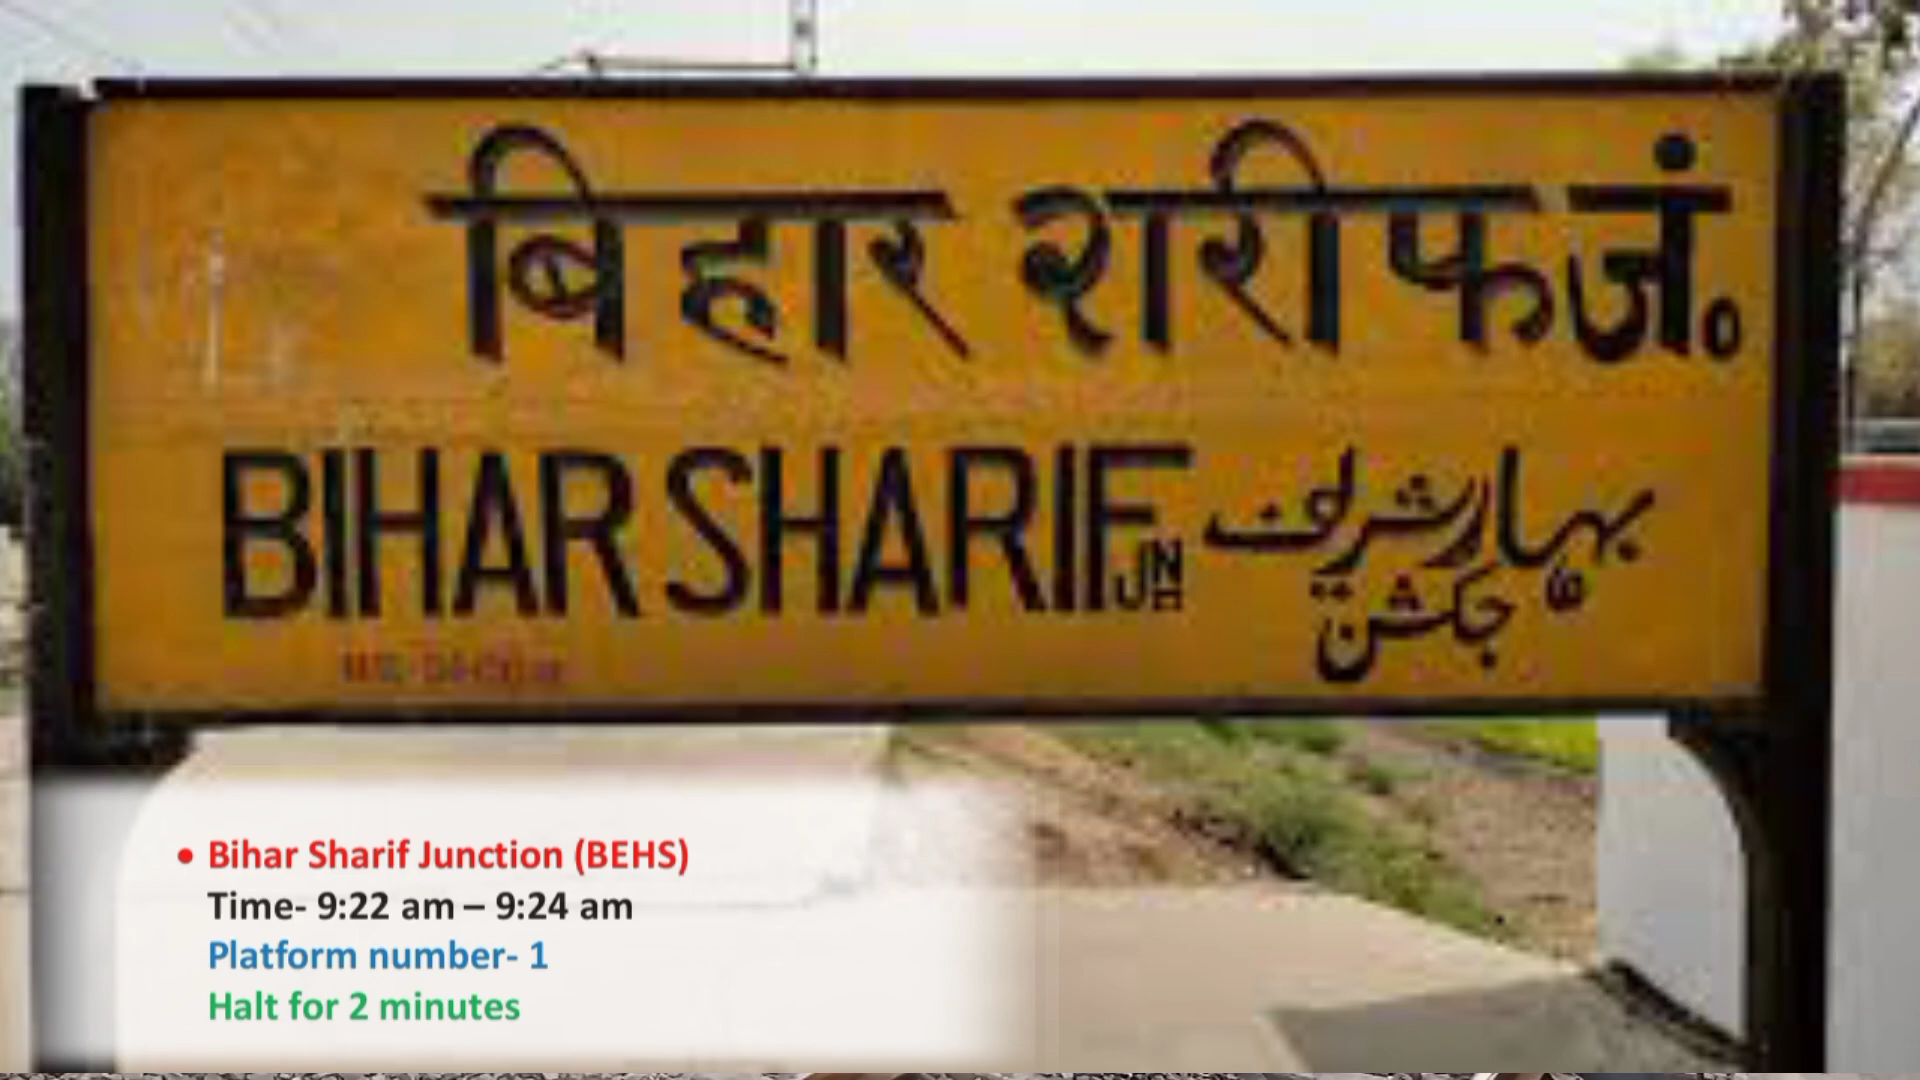 बिहार शरीफ जं०
BIHAR SHARIF JN
بہار شریف
جنکشن
• Bihar Sharif Junction (BEHS)
Time- 9:22 am – 9:24 am
Platform number- 1
Halt for 2 minutes